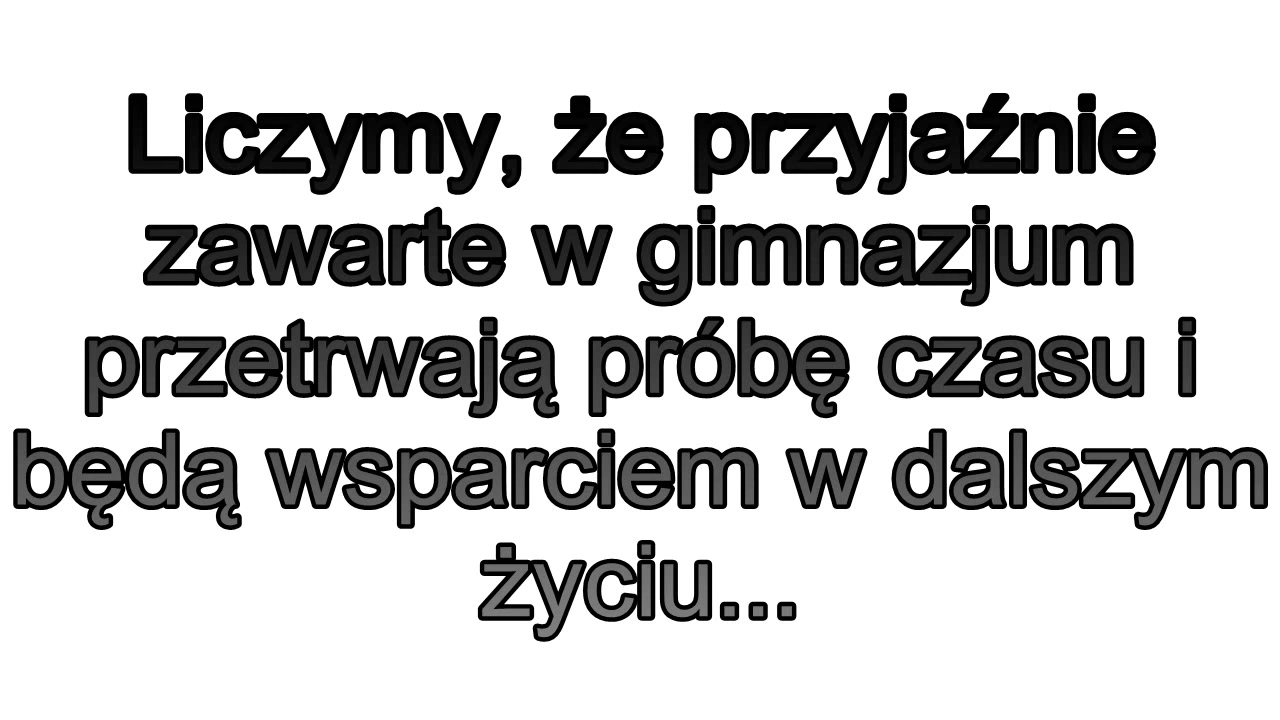 Liczymy, że przyjaźnie
zawarte w gimnazjum
przetrwają próbę czasu i
będą wsparciem w dalszym
życiu...